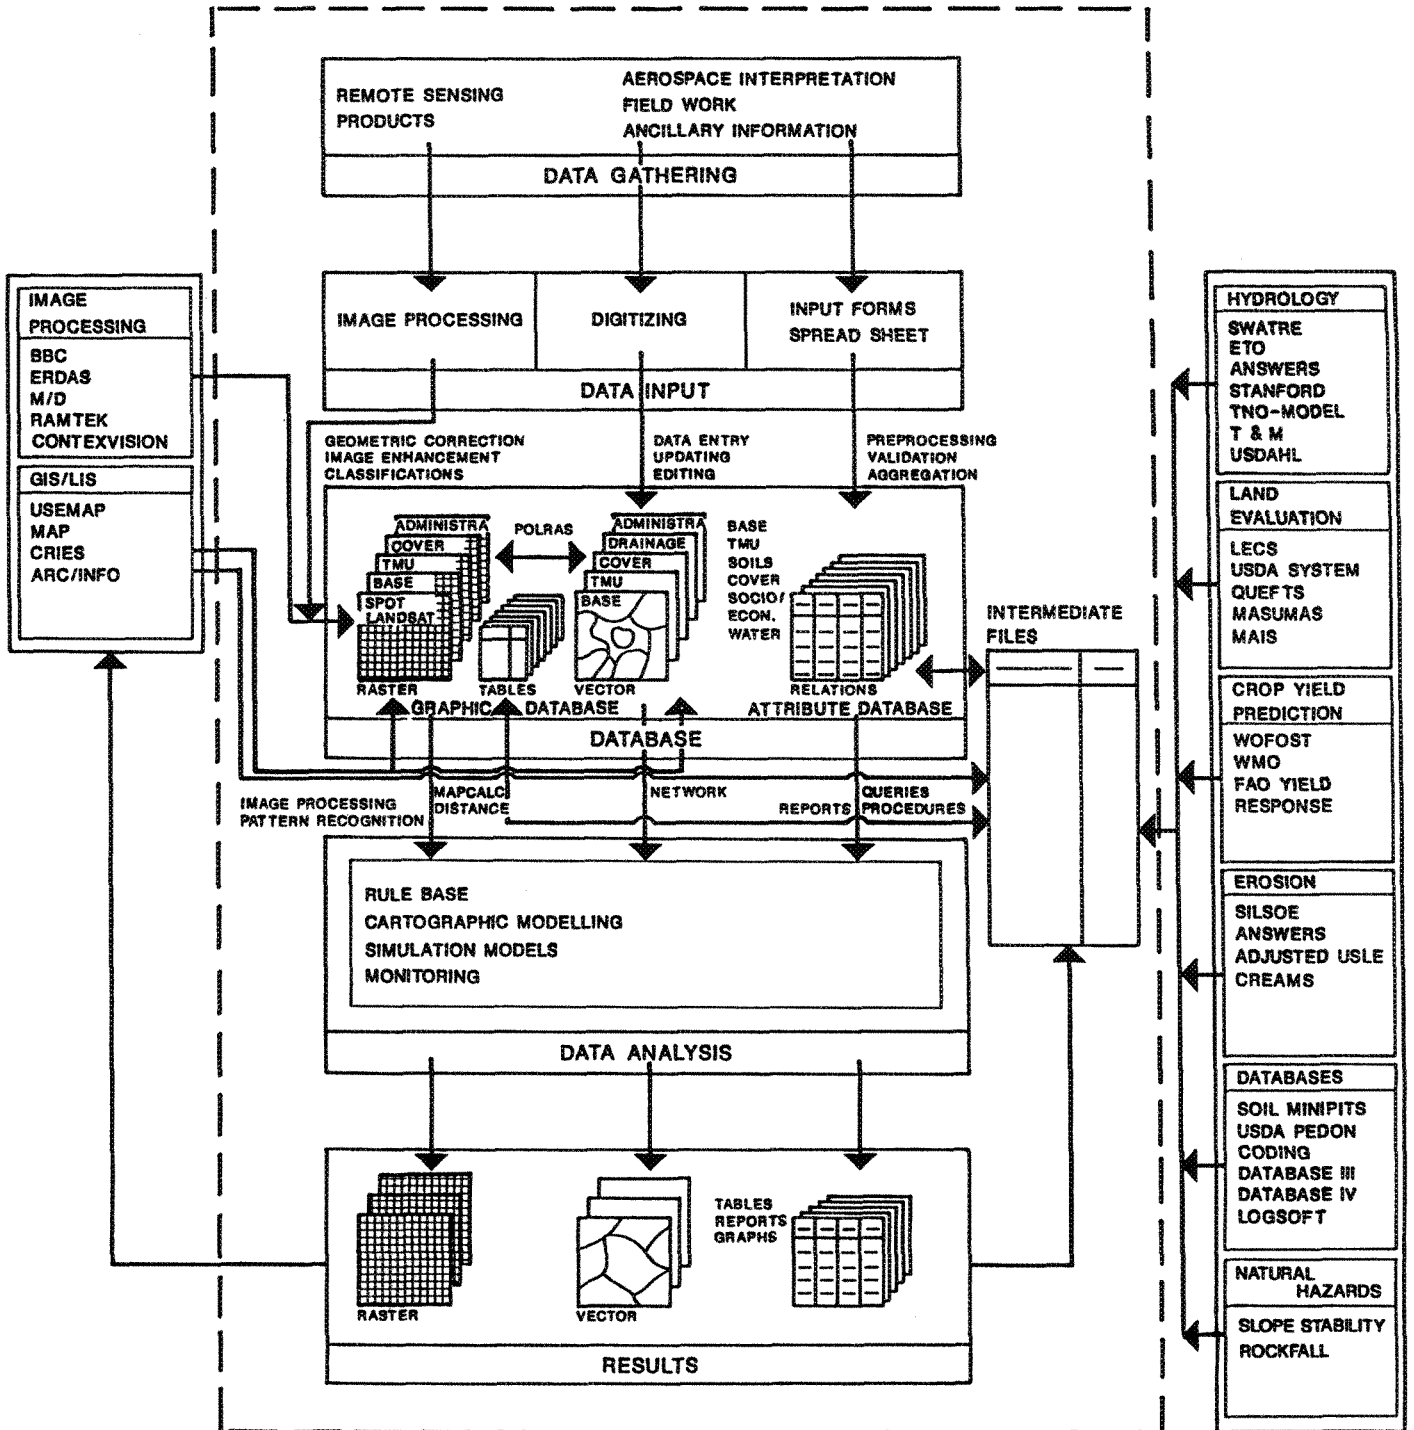 REMOTE SENSING
PRODUCTS
AEROSPACE INTERPRETATION
FIELD WORK
ANCILLARY INFORMATION
DATA GATHERING
IMAGE PROCESSING
DIGITIZING
INPUT FORMS
SPREAD SHEET
DATA INPUT
GEOMETRIC CORRECTION
IMAGE ENHANCEMENT
CLASSIFICATIONS
DATA ENTRY
UPDATING
EDITING
PREPROCESSING
VALIDATION
AGGREGATION
IMAGE
PROCESSING
BBC
ERDAS
M/D
RAMTEK
CONTEXVISION
GIS/LIS
USEMAP
MAP
CRIES
ARC/INFO
ADMINISTRA
COVER
TMU
BASE
SPOT
LANDSAT
RASTER
POLRAS
TABLES
ADMINISTRA
DRAINAGE
COVER
TMU
BASE
VECTOR
BASE
TMU
SOILS
COVER
SOCIO/
ECON.
WATER
RELATIONS
GRAPHIC DATABASE
ATTRIBUTE DATABASE
DATABASE
INTERMEDIATE
FILES
IMAGE PROCESSING
PATTERN RECOGNITION
MAPCALC
DISTANCE
NETWORK
REPORTS
QUERIES
PROCEDURES
RULE BASE
CARTOGRAPHIC MODELLING
SIMULATION MODELS
MONITORING
DATA ANALYSIS
RASTER
VECTOR
TABLES
REPORTS
GRAPHS
RESULTS
HYDROLOGY
SWATRE
ETO
ANSWERS
STANFORD
TNO-MODEL
T & M
USDAHL
LAND
EVALUATION
LECS
USDA SYSTEM
QUEFTS
MASUMAS
MAIS
CROP YIELD
PREDICTION
WOFOST
WMO
FAO YIELD
RESPONSE
EROSION
SILSOE
ANSWERS
ADJUSTED USLE
CREAMS
DATABASES
SOIL MINIPITS
USDA PEDON
CODING
DATABASE III
DATABASE IV
LOGSOFT
NATURAL
HAZARDS
SLOPE STABILITY
ROCKFALL